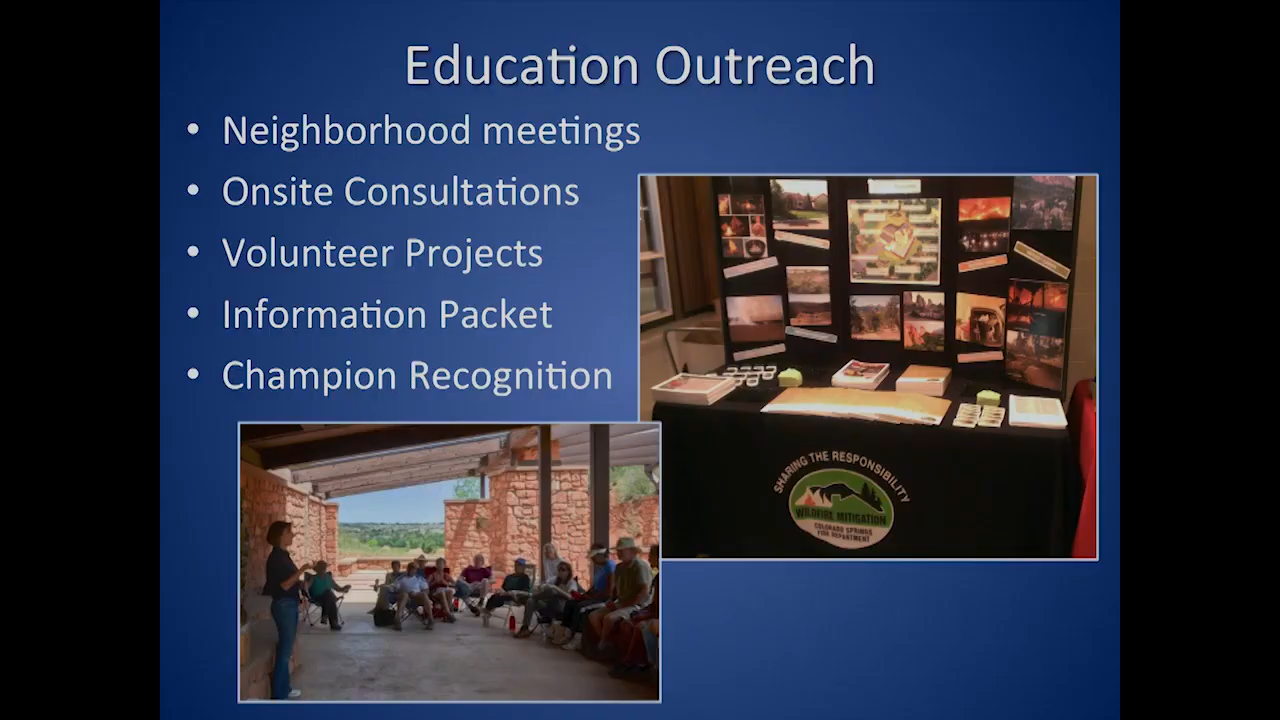 Education Outreach
• Neighborhood meetings
• Onsite Consultations
• Volunteer Projects
• Information Packet
• Champion Recognition
SHARING THE RESPONSIBILITY
WILDFIRE MITIGATION
COLORADO SPRINGS
FIRE DEPARTMENT